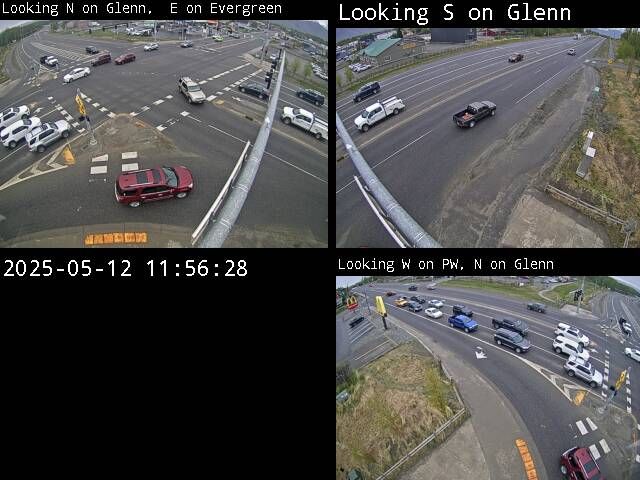 Looking N on Glenn,  E on Evergreen
Looking S on Glenn
2025-05-12 11:56:28
Looking W on PW, N on Glenn